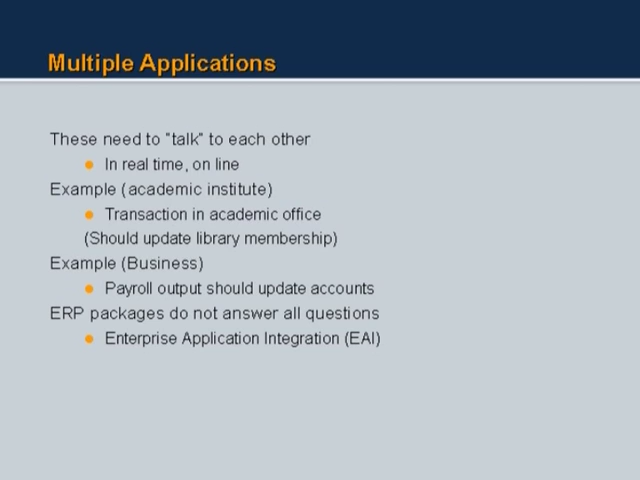 Multiple Applications
These need to "talk" to each other
In real time, on line
Example (academic institute)
Transaction in academic office
(Should update library membership)
Example (Business)
Payroll output should update accounts
ERP packages do not answer all questions
Enterprise Application Integration (EAI)